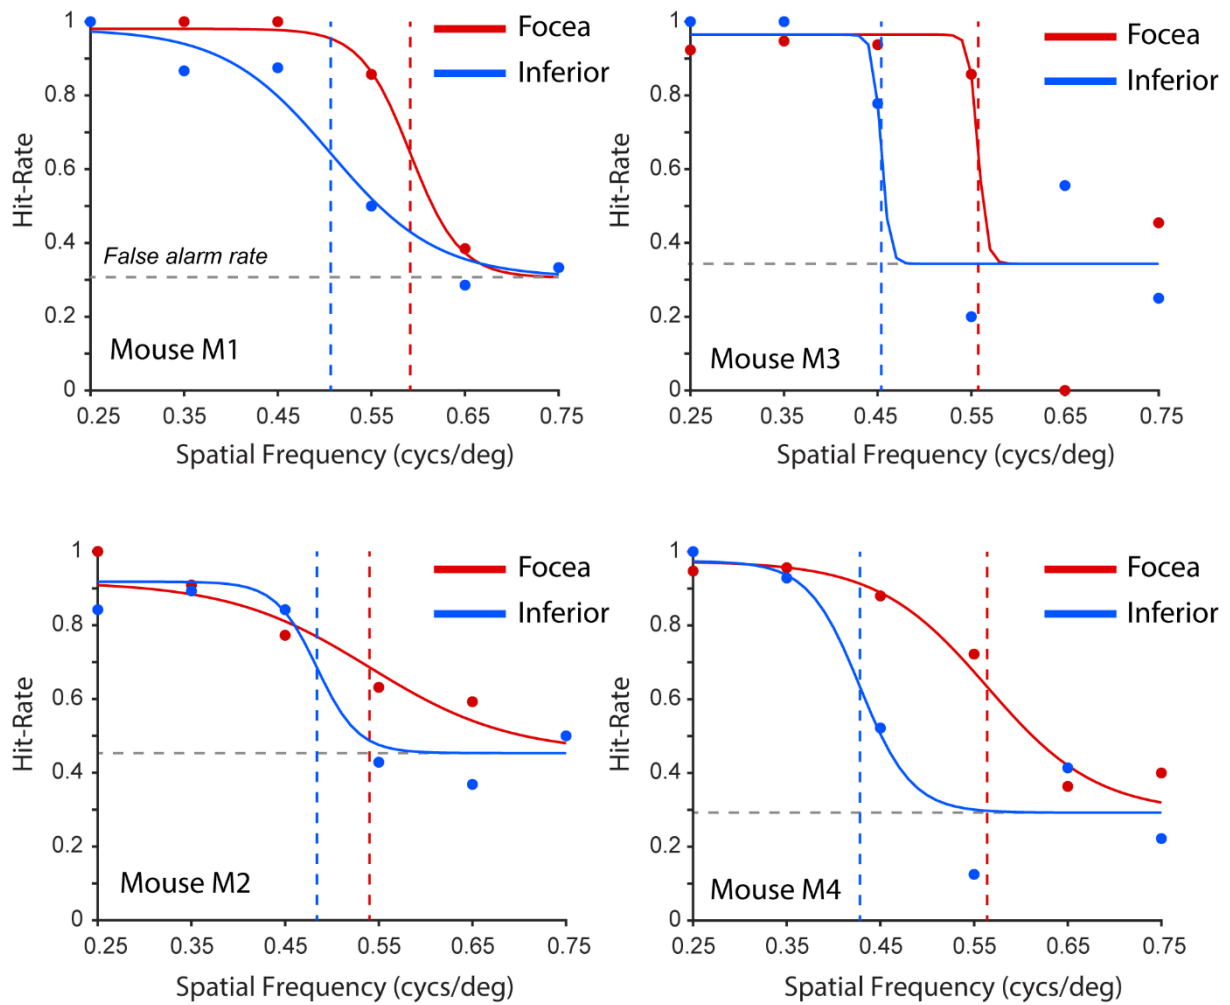 1
0.8
0.6
0.4
0.2
0
Hit-Rate
Focea
Inferior
False alarm rate
Mouse M1
0.25 0.35 0.45 0.55 0.65 0.75
Spatial Frequency (cycs/deg)
1
0.8
0.6
0.4
0.2
0
Hit-Rate
Focea
Inferior
Mouse M3
0.25 0.35 0.45 0.55 0.65 0.75
Spatial Frequency (cycs/deg)
1
0.8
0.6
0.4
0.2
0
Hit-Rate
Focea
Inferior
Mouse M2
0.25 0.35 0.45 0.55 0.65 0.75
Spatial Frequency (cycs/deg)
1
0.8
0.6
0.4
0.2
0
Hit-Rate
Focea
Inferior
Mouse M4
0.25 0.35 0.45 0.55 0.65 0.75
Spatial Frequency (cycs/deg)